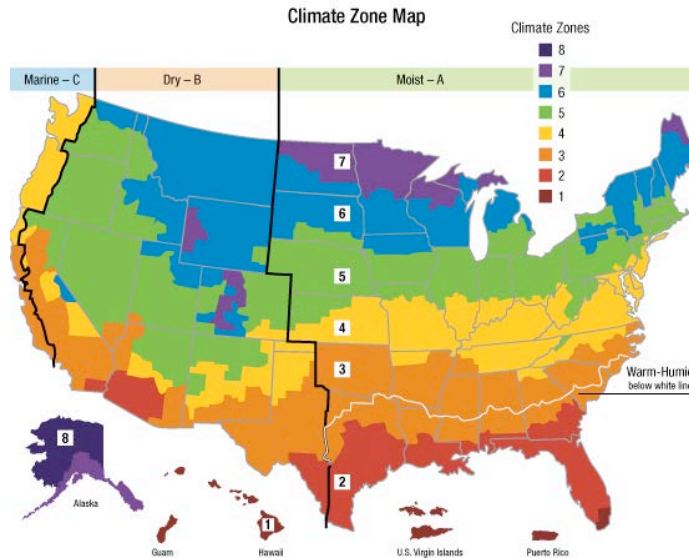 Climate Zone Map
Climate Zones
8
7
6
5
4
3
2
1
Marine – C
Dry – B
Moist – A
7
6
5
4
3
Warm-Humid
below white line
2
8
1
Alaska
Guam
Hawaii
U.S. Virgin Islands
Puerto Rico